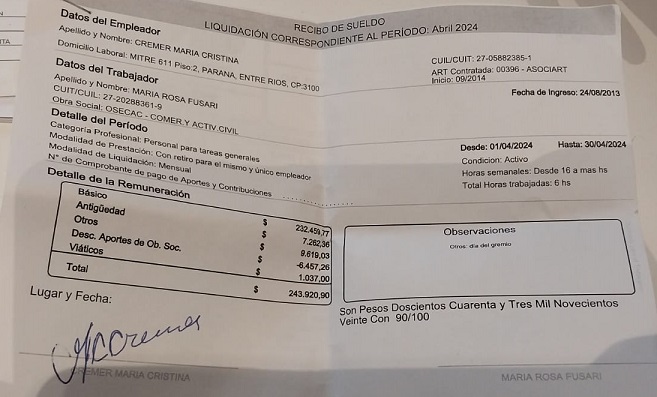 RECIBO DE SUELDO
LIQUIDACIÓN CORRESPONDIENTE AL PERÍODO: Abril 2024
Datos del Empleador
Apellido y Nombre: CREMER MARIA CRISTINA
Domicilio Laboral: MITRE 611 Piso:2, PARANA, ENTRE RIOS, CP:3100
CUIL/CUIT: 27-05882385-1
ART Contratada: 00396 - ASOCIART
Inicio: 09/2014
Datos del Trabajador
Apellido y Nombre: MARIA ROSA FUSARI
CUIT/CUIL: 27-20288361-9
Obra Social: OSECAC - COMER.Y ACTIV.CIVIL
Fecha de Ingreso: 24/08/2013
Detalle del Período
Categoría Profesional: Personal para tareas generales
Modalidad de Prestación: Con retiro para el mismo y único empleador
Modalidad de Liquidación: Mensual
N° de Comprobante de pago de Aportes y Contribuciones
Desde: 01/04/2024 Hasta: 30/04/2024
Condicion: Activo
Horas semanales: Desde 16 a mas hs
Total Horas trabajadas: 6 hs
Detalle de la Remuneración
Básico $ 232.459,77
Antigüedad $ 7.262,36
Otros $ 9.619,03
Desc. Aportes de Ob. Soc. $ -6.457,26
Viáticos $ 1.037,00
Total $ 243.920,90
Observaciones
Otros: dia del gremio
Lugar y Fecha:
Son Pesos Doscientos Cuarenta y Tres Mil Novecientos
Veinte Con 90/100
CREMER MARIA CRISTINA
MARIA ROSA FUSARI